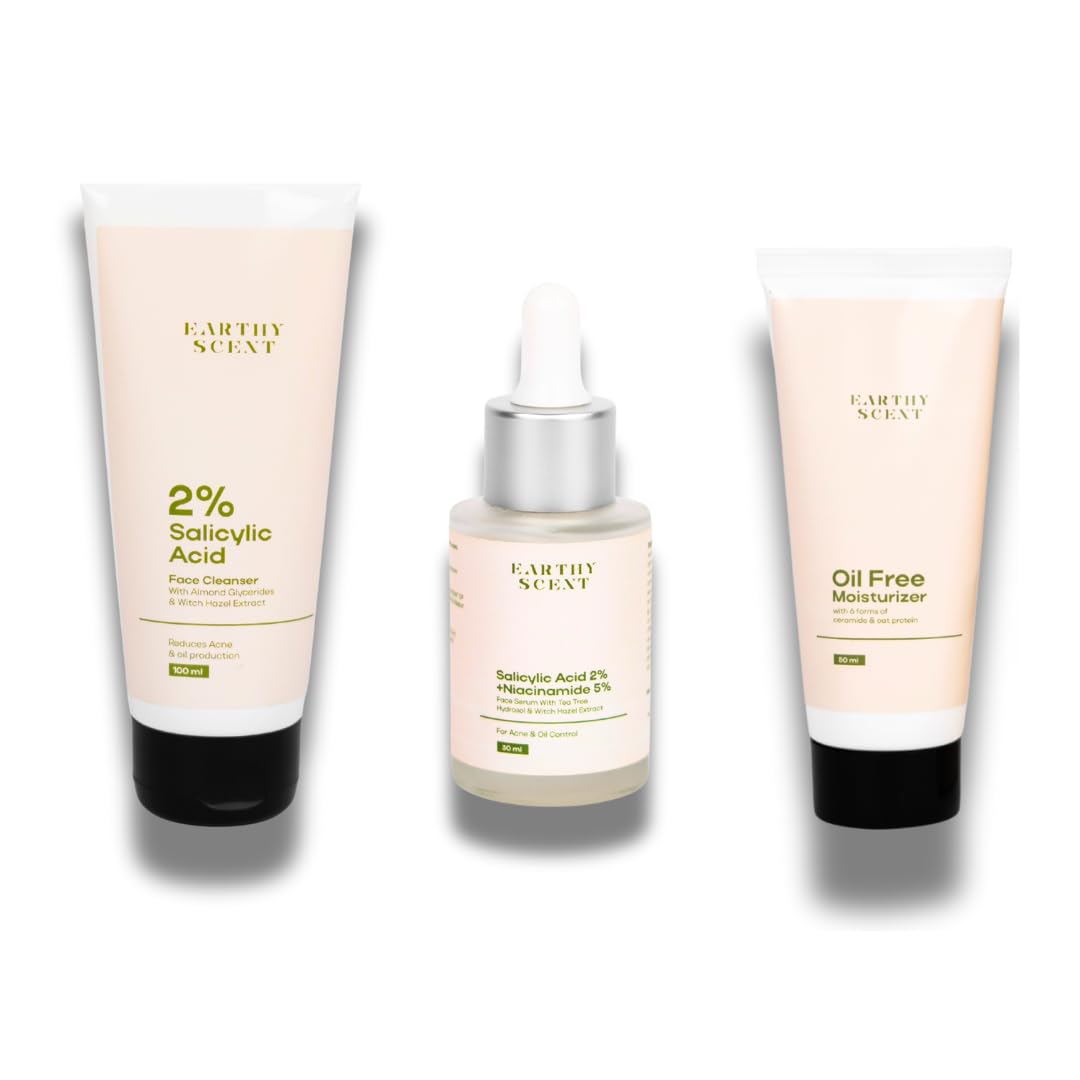 EARTHY
SCENT
2%
Salicylic
Acid
Face Cleanser
With Almond Glycerides
& Witch Hazel Extract
Reduces Acne
& oil production
100 ml
EARTHY
SCENT
Salicylic Acid 2%
+Niacinamide 5%
Face Serum With Tea Tree
Hydrosol & Witch Hazel Extract
For Acne & Oil Control
30 ml
EARTHY
SCENT
Oil Free
Moisturizer
with 6 forms of
ceramide & oat protein
50 ml